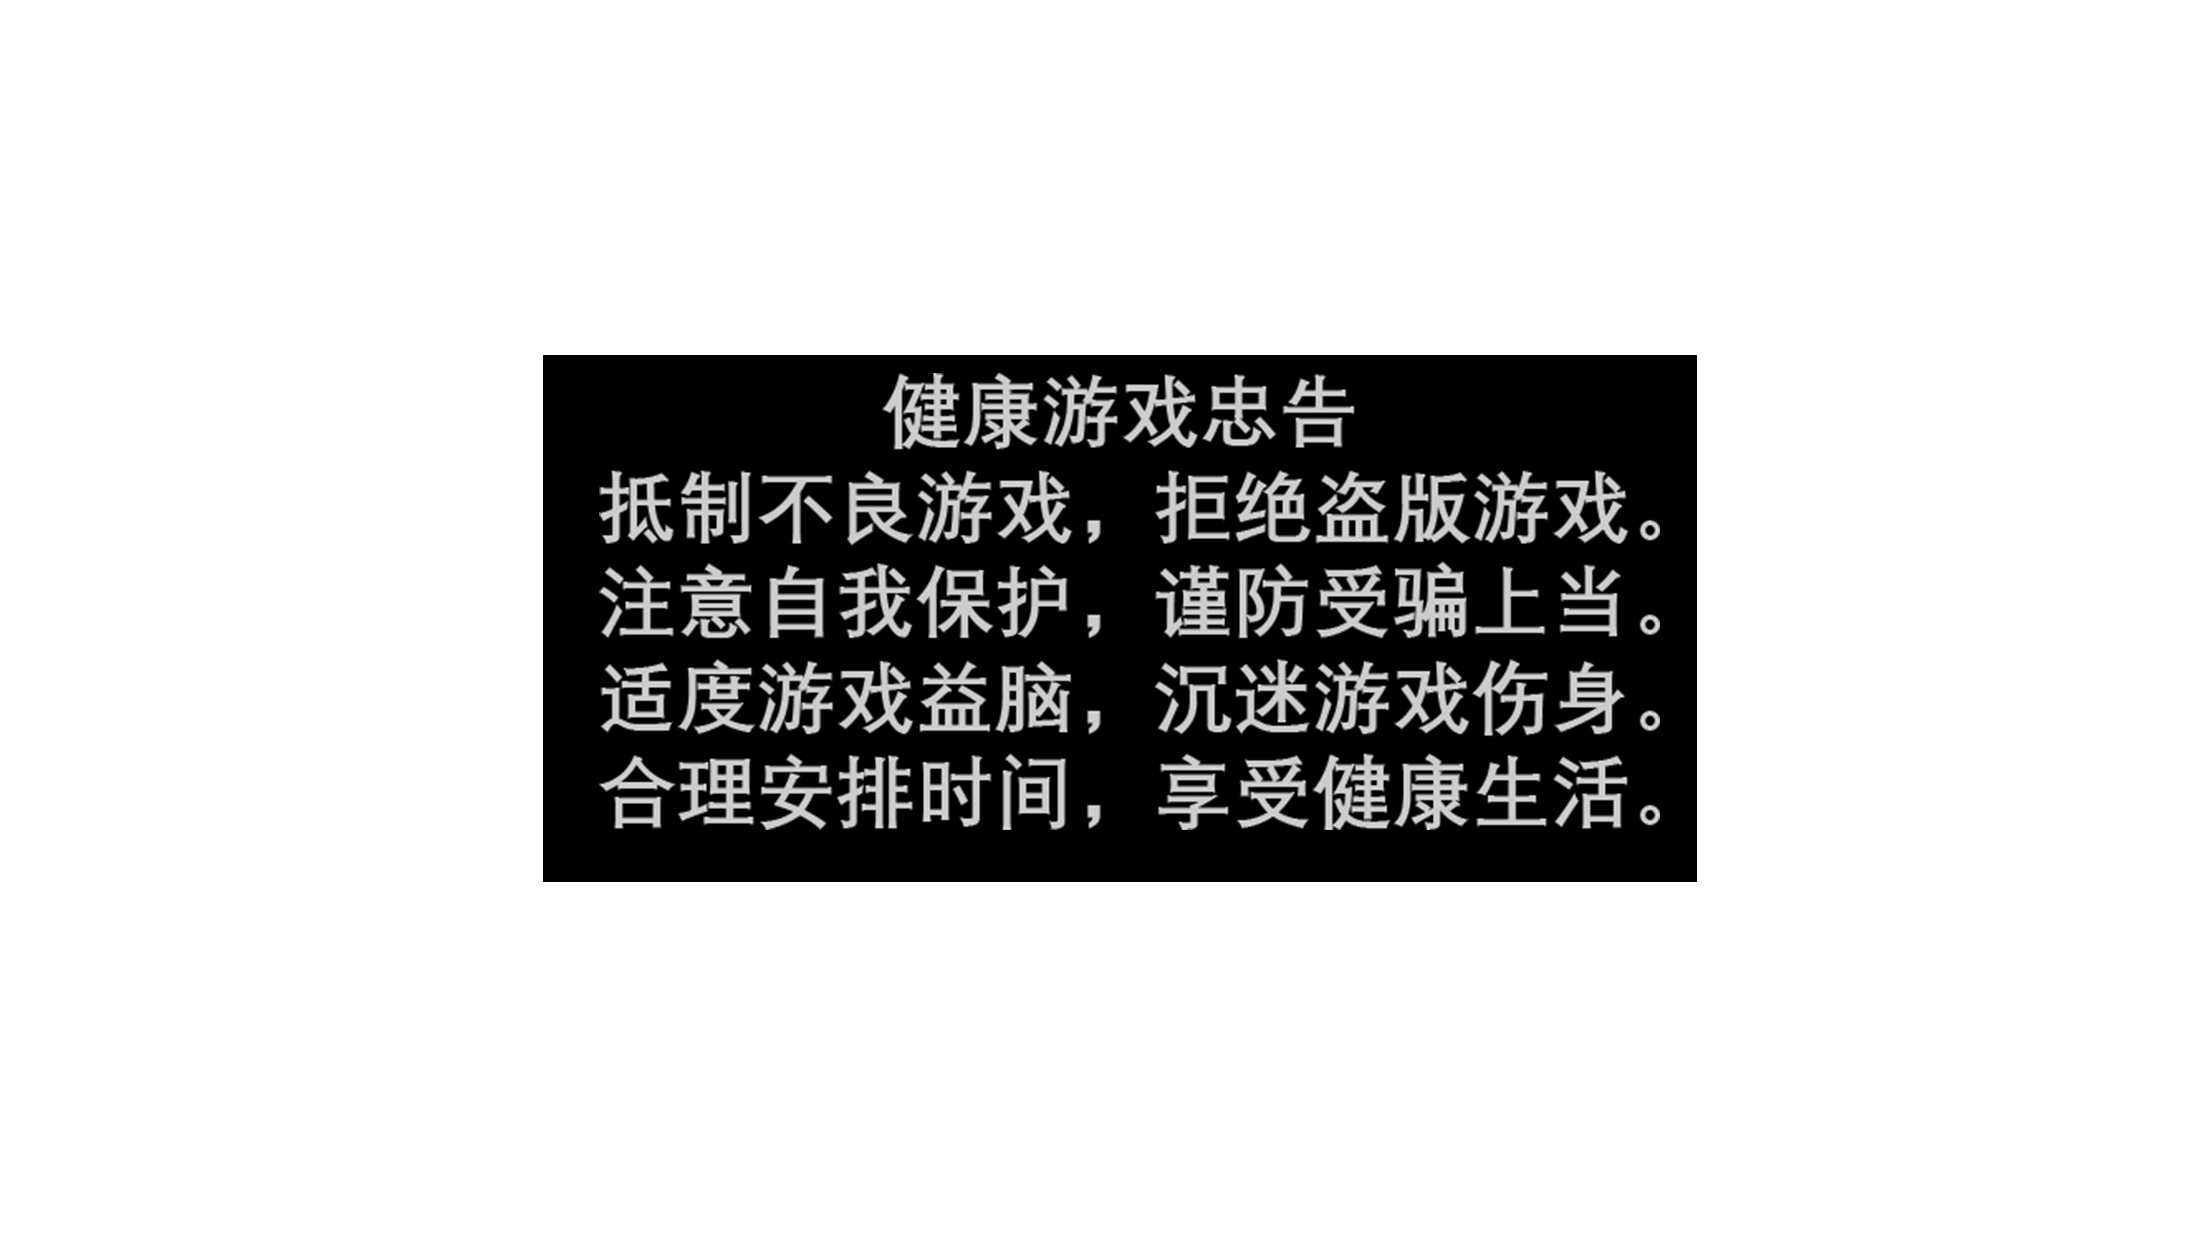 健康游戏忠告
抵制不良游戏，拒绝盗版游戏。
注意自我保护，谨防受骗上当。
适度游戏益脑，沉迷游戏伤身。
合理安排时间，享受健康生活。